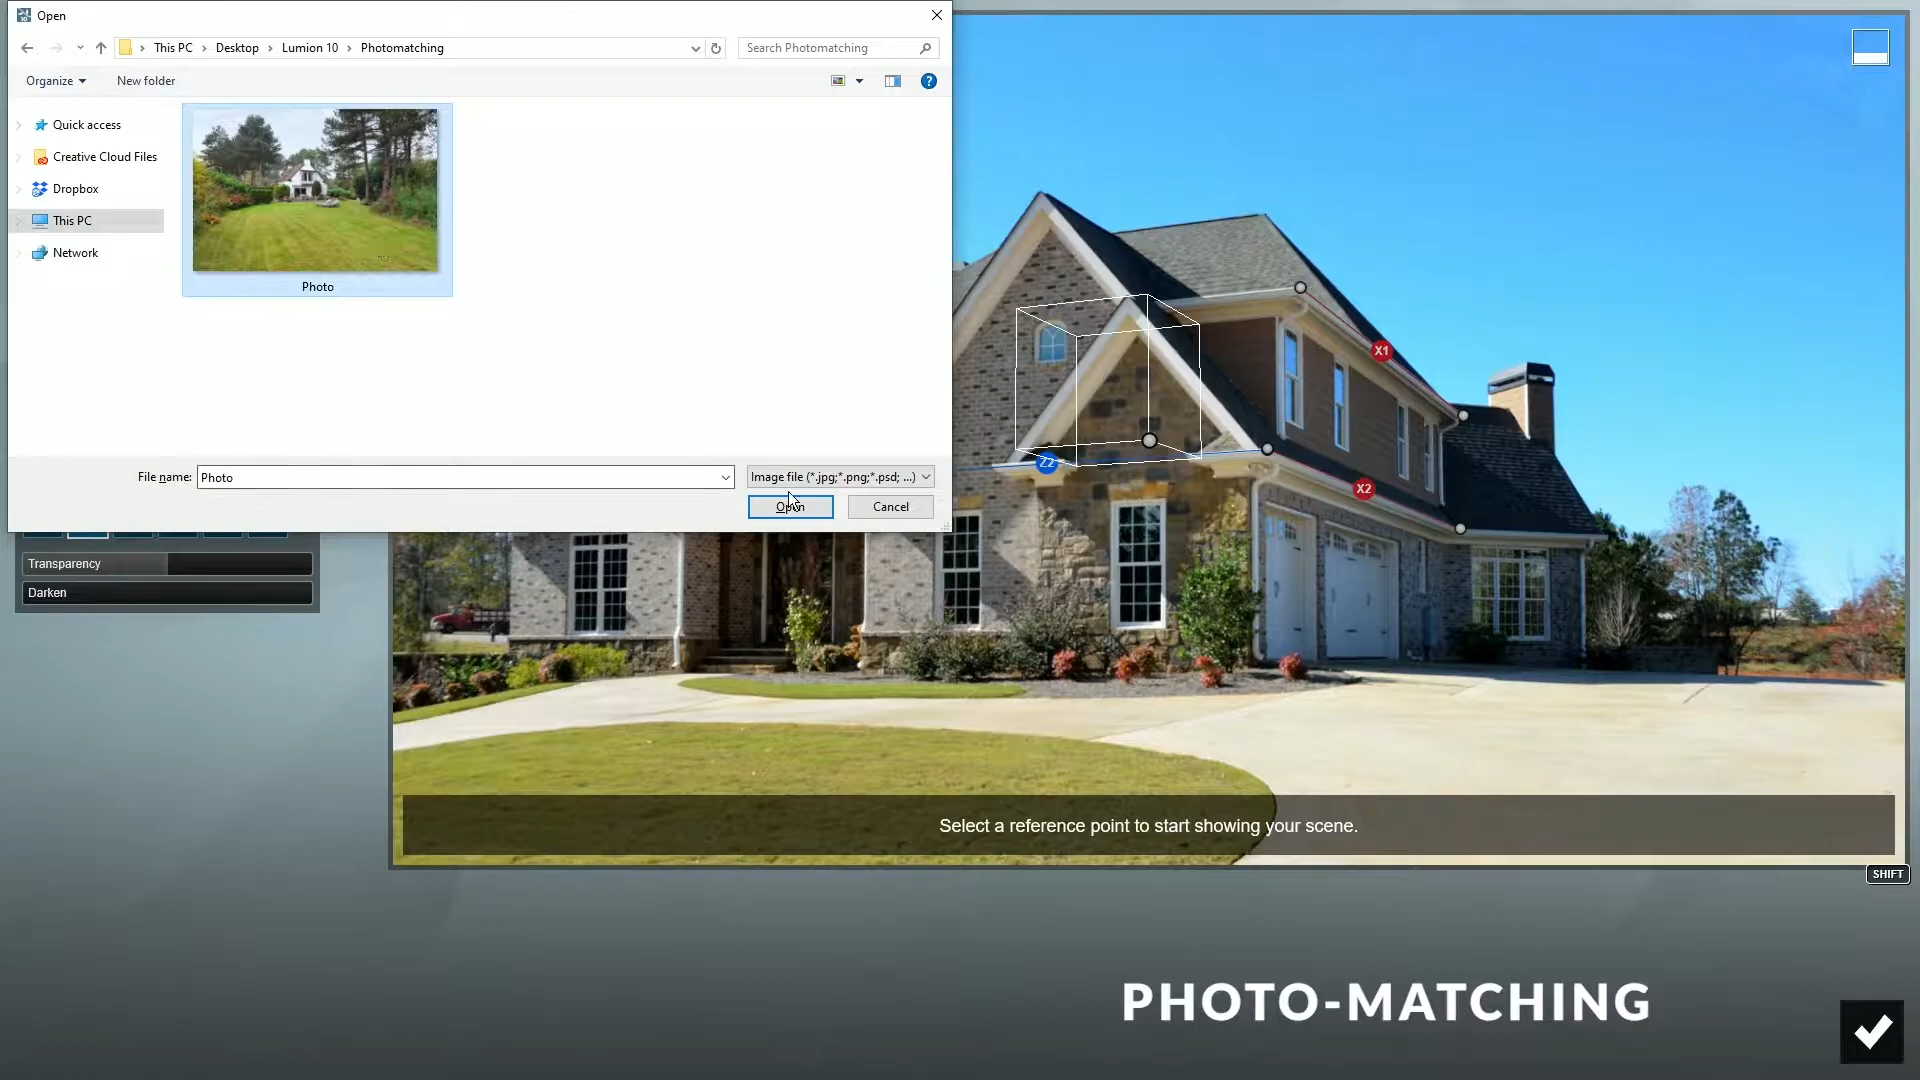 Open
This PC > Desktop > Lumion 10 > Photomatching
Search Photomatching
Organize
New folder
Quick access
Creative Cloud Files
Dropbox
This PC
Network
Photo
File name:
Photo
Image file (*.jpg;*.png;*.psd; ...)
Open
Cancel
Transparency
Darken
X1
Z2
X2
Select a reference point to start showing your scene.
SHIFT
PHOTO-MATCHING